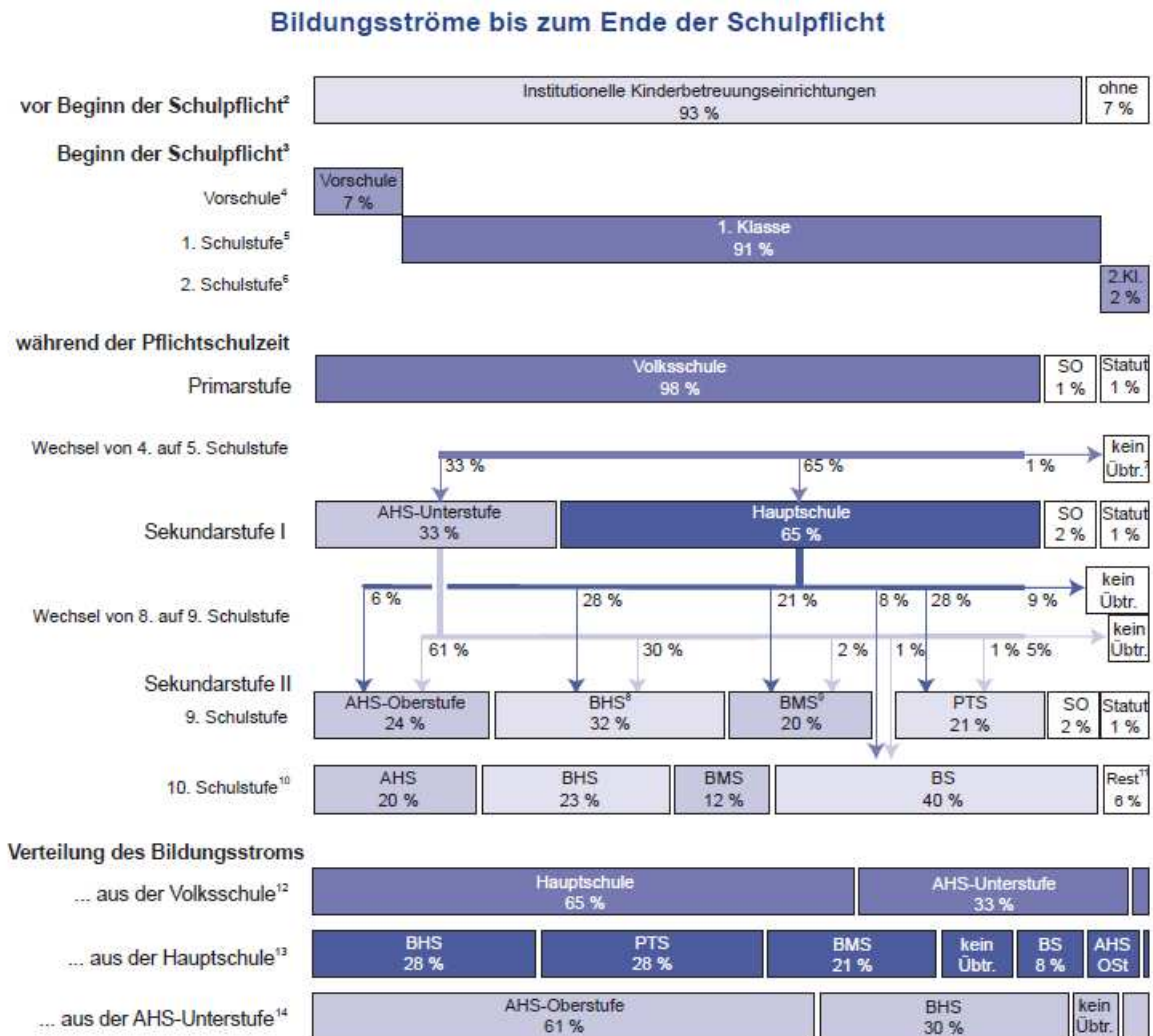 Bildungsströme bis zum Ende der Schulpflicht
vor Beginn der Schulpflicht²
Institutionelle Kinderbetreuungseinrichtungen
93 %
ohne
7 %
Beginn der Schulpflicht³
Vorschule⁴
Vorschule
7 %
1. Schulstufe⁵
1. Klasse
91 %
2. Schulstufe⁶
2.Kl.
2 %
während der Pflichtschulzeit
Primarstufe
Volksschule
98 %
SO
1 %
Statut
1 %
Wechsel von 4. auf 5. Schulstufe
33 %
65 %
1 %
kein
Übtr.⁷
Sekundarstufe I
AHS-Unterstufe
33 %
Hauptschule
65 %
SO
2 %
Statut
1 %
Wechsel von 8. auf 9. Schulstufe
6 %
28 %
21 %
8 %
28 %
9 %
kein
Übtr.
61 %
30 %
2 %
1 %
1 %
5%
kein
Übtr.
Sekundarstufe II
9. Schulstufe
AHS-Oberstufe
24 %
BHS⁸
32 %
BMS⁹
20 %
PTS
21 %
SO
2 %
Statut
1 %
10. Schulstufe¹⁰
AHS
20 %
BHS
23 %
BMS
12 %
BS
40 %
Rest¹¹
6 %
Verteilung des Bildungsstroms
... aus der Volksschule¹²
Hauptschule
65 %
AHS-Unterstufe
33 %
... aus der Hauptschule¹³
BHS
28 %
PTS
28 %
BMS
21 %
kein
Übtr.
BS
8 %
AHS
OSt
... aus der AHS-Unterstufe¹⁴
AHS-Oberstufe
61 %
BHS
30 %
kein
Übtr.